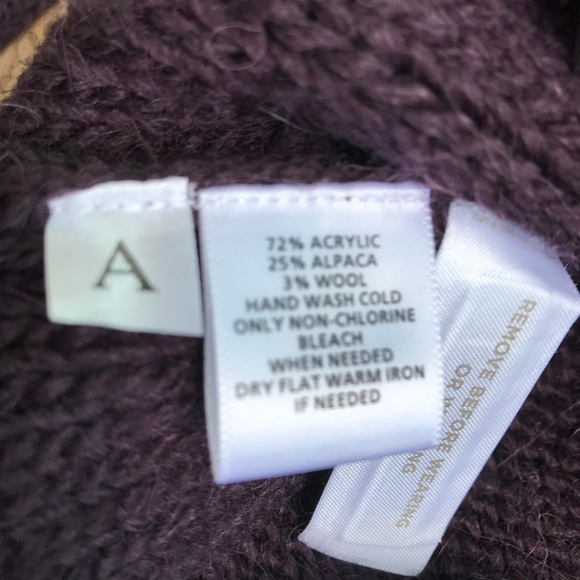 A
72% ACRYLIC
25% ALPACA
3% WOOL
HAND WASH COLD
ONLY NON-CHLORINE
BLEACH
WHEN NEEDED
DRY FLAT WARM IRON
IF NEEDED
REMOVE BEFORE WEARING
OR